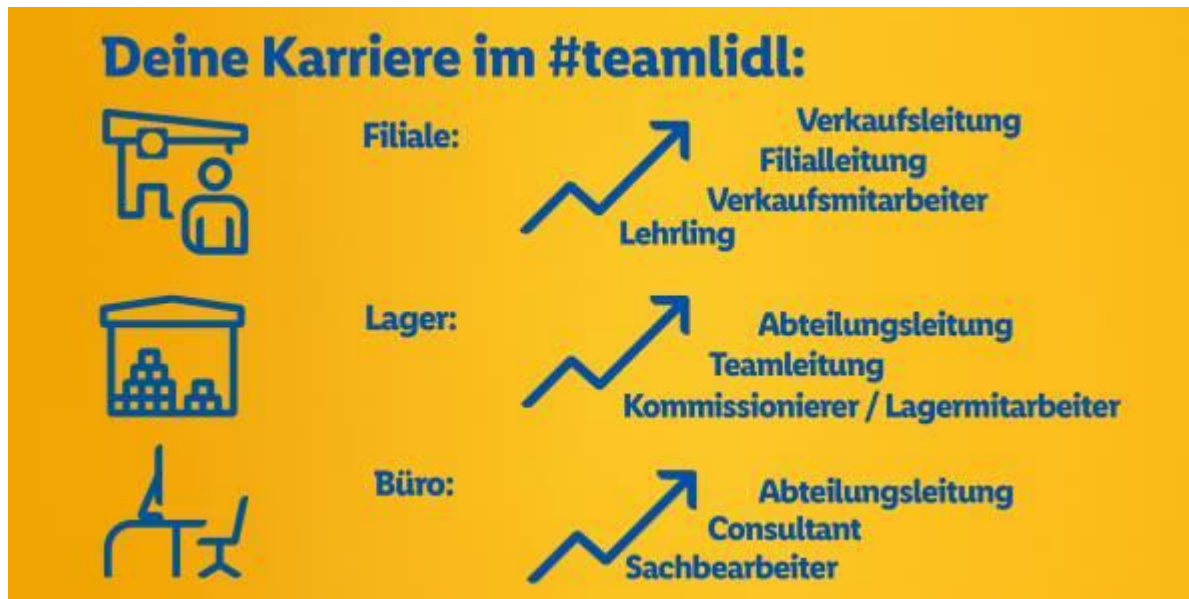 Deine Karriere im #teamlidl:
Filiale:
Verkaufsleitung
Filialleitung
Verkaufsmitarbeiter
Lehrling
Lager:
Abteilungsleitung
Teamleitung
Kommissionierer / Lagermitarbeiter
Büro:
Abteilungsleitung
Consultant
Sachbearbeiter